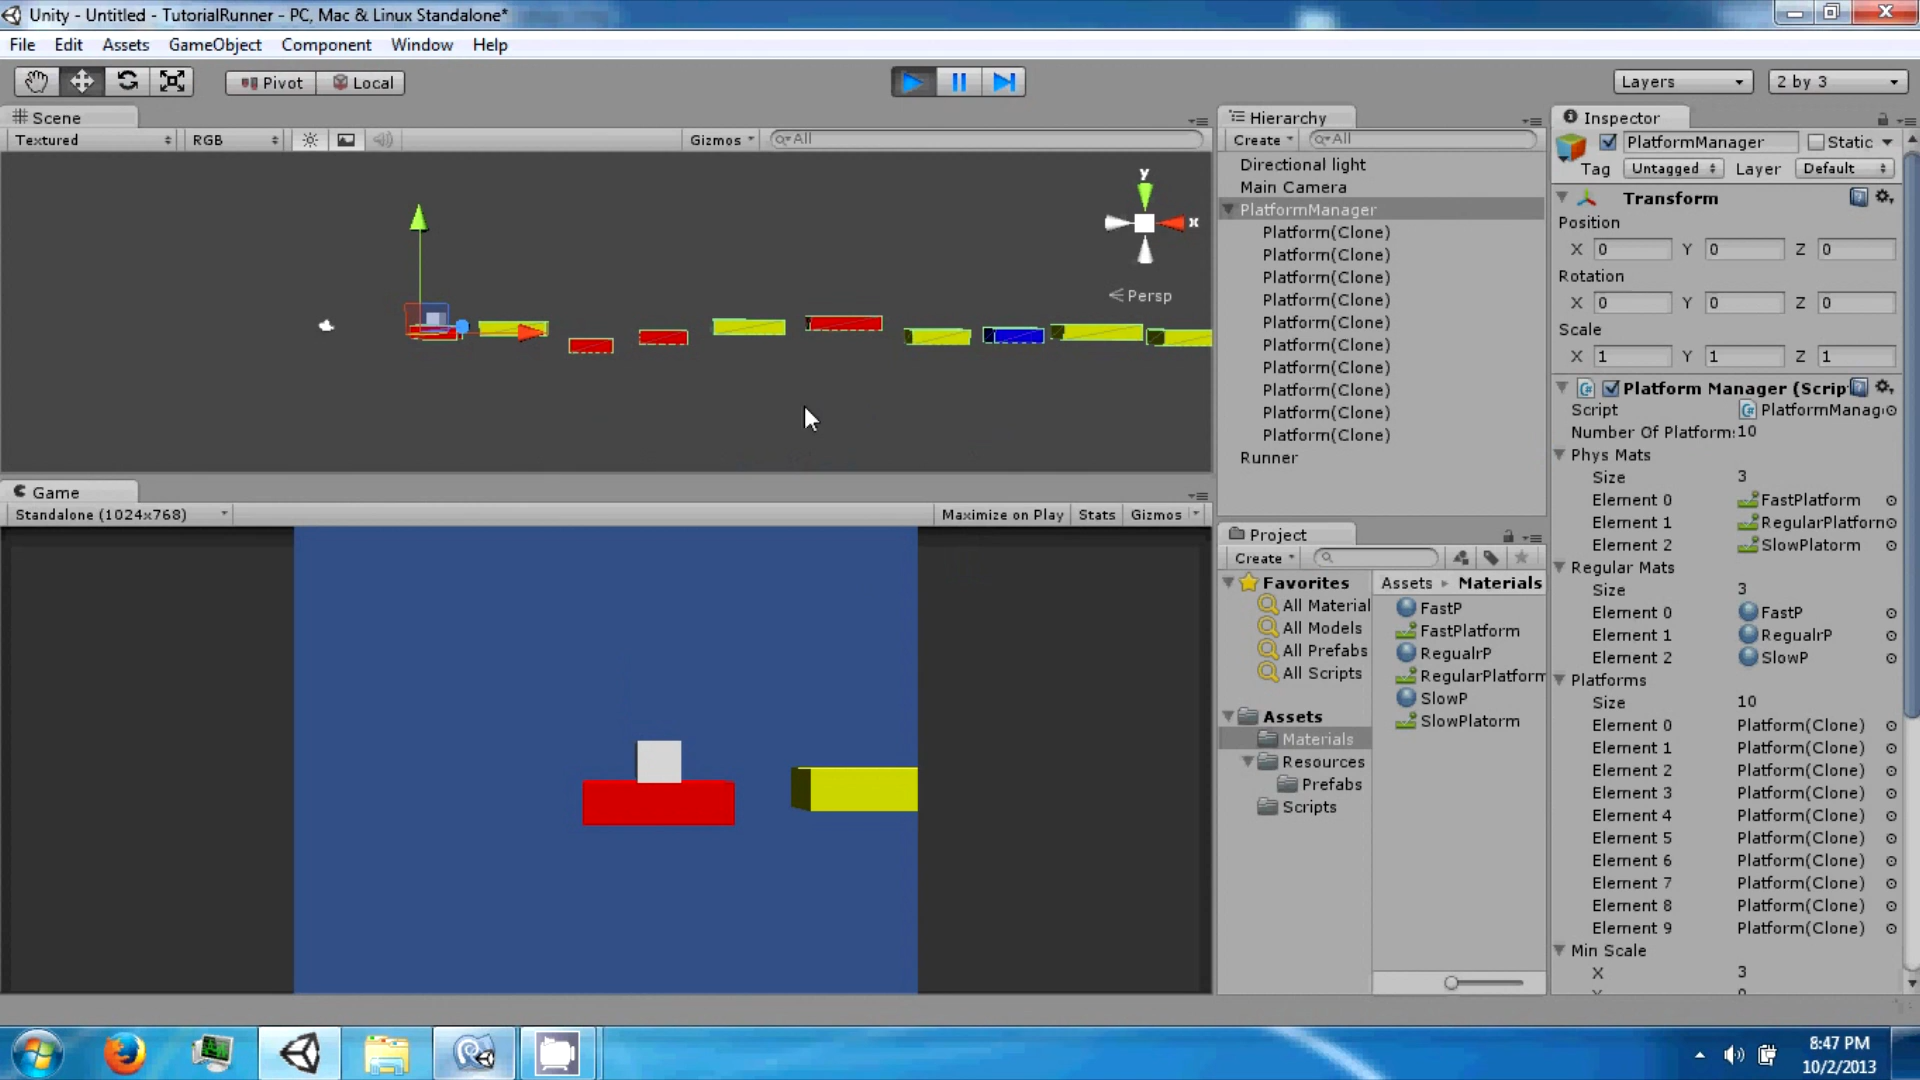 Unity - Untitled - TutorialRunner - PC, Mac & Linux Standalone*
File Edit Assets GameObject Component Window Help
Pivot Local
Layers 2 by 3
Scene
Textured RGB Gizmos All
y
x
Persp
Game
Standalone (1024x768) Maximize on Play Stats Gizmos
Hierarchy
Create All
Directional light
Main Camera
PlatformManager
Platform(Clone)
Platform(Clone)
Platform(Clone)
Platform(Clone)
Platform(Clone)
Platform(Clone)
Platform(Clone)
Platform(Clone)
Platform(Clone)
Platform(Clone)
Runner
Project
Create
Favorites
All Material
All Models
All Prefabs
All Scripts
Assets
Materials
Resources
Prefabs
Scripts
Assets Materials
FastP
FastPlatform
RegualrP
RegularPlatform
SlowP
SlowPlatorm
Inspector
PlatformManager Static
Tag Untagged Layer Default
Transform
Position
X 0 Y 0 Z 0
Rotation
X 0 Y 0 Z 0
Scale
X 1 Y 1 Z 1
Platform Manager (Scrip
Script PlatformManag
Number Of Platform: 10
Phys Mats
Size 3
Element 0 FastPlatform
Element 1 RegularPlatforn
Element 2 SlowPlatorm
Regular Mats
Size 3
Element 0 FastP
Element 1 RegualrP
Element 2 SlowP
Platforms
Size 10
Element 0 Platform(Clone)
Element 1 Platform(Clone)
Element 2 Platform(Clone)
Element 3 Platform(Clone)
Element 4 Platform(Clone)
Element 5 Platform(Clone)
Element 6 Platform(Clone)
Element 7 Platform(Clone)
Element 8 Platform(Clone)
Element 9 Platform(Clone)
Min Scale
X 3
8:47 PM
10/2/2013